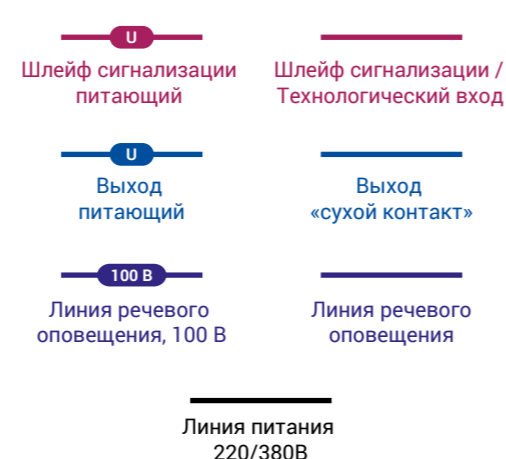 U
Шлейф сигнализации
питающий
Шлейф сигнализации /
Технологический вход
U
Выход
питающий
Выход
«сухой контакт»
100 В
Линия речевого
оповещения, 100 В
Линия речевого
оповещения
Линия питания
220/380В